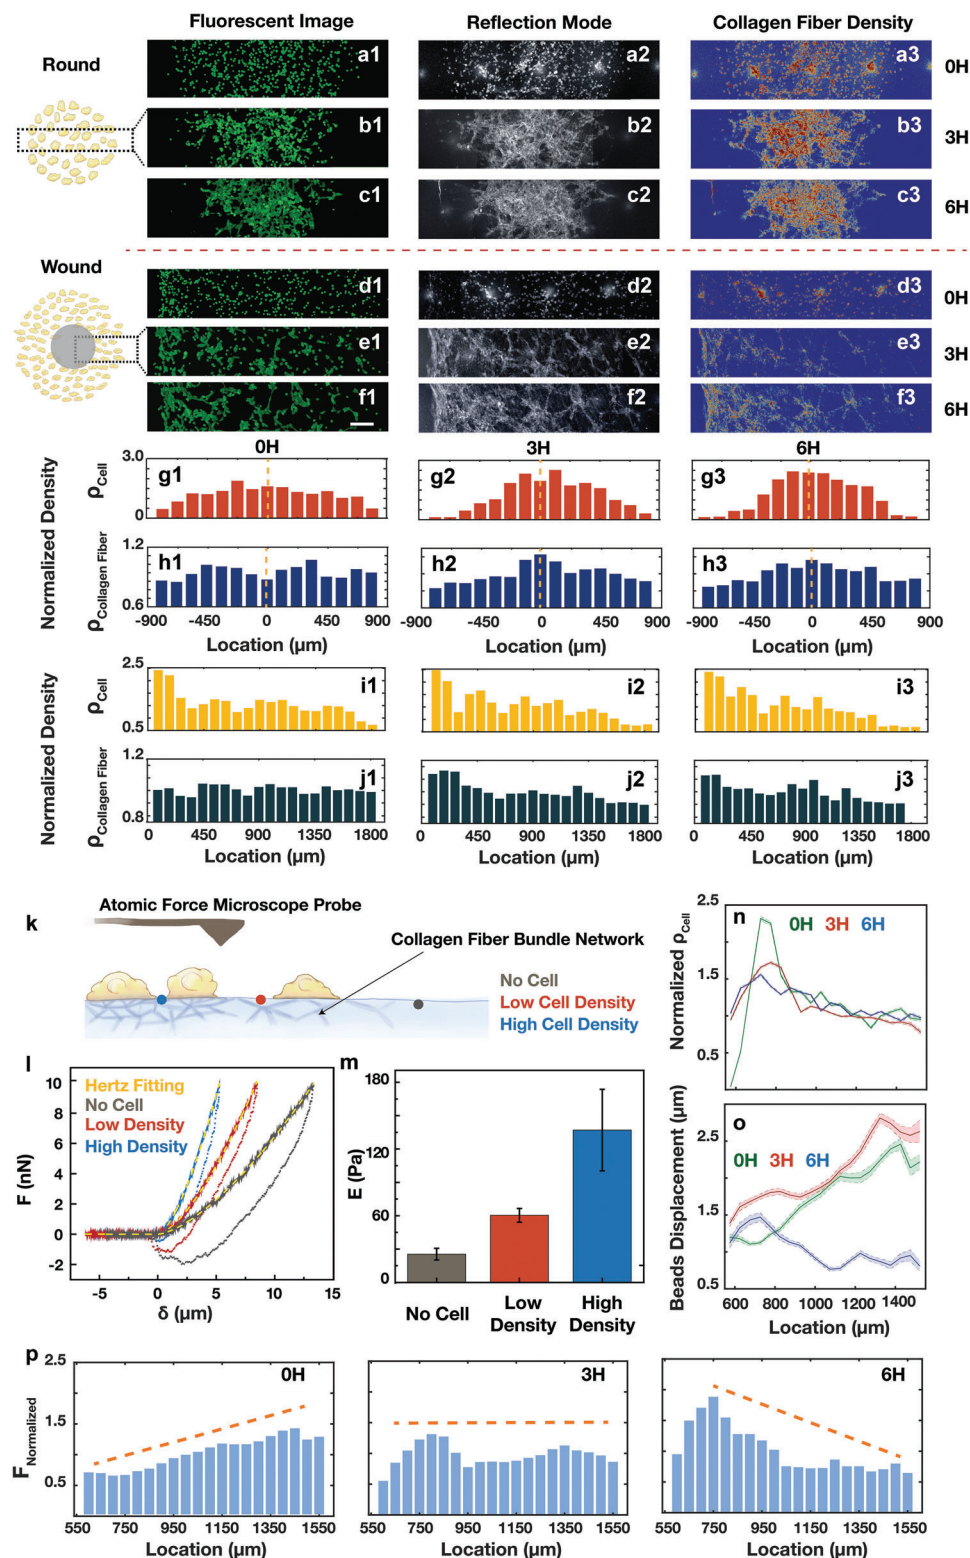 Fluorescent Image Reflection Mode Collagen Fiber Density
Round
a1 a2 a3 0H
b1 b2 b3 3H
c1 c2 c3 6H
Wound
d1 d2 d3 0H
e1 e2 e3 3H
f1 f2 f3 6H
0H 3H 6H
Normalized Density
ρCell
3.0
0
g1 g2 g3
ρCollagen Fiber
1.2
0.6
h1 h2 h3
-900 -450 0 450 900 -450 0 450 900 -900 -450 0 450 900
Location (µm) Location (µm) Location (µm)
Normalized Density
ρCell
2.5
0.5
i1 i2 i3
ρCollagen Fiber
1.2
0.8
j1 j2 j3
0 450 900 1350 1800 0 450 900 1350 1800 0 450 900 1350 1800
Location (µm) Location (µm) Location (µm)
k
Atomic Force Microscope Probe
Collagen Fiber Bundle Network
No Cell
Low Cell Density
High Cell Density
l
Hertz Fitting
No Cell
Low Density
High Density
F (nN)
10
8
6
4
2
0
-2
-5 0 5 10 15
δ (µm)
m
E (Pa)
180
120
60
0
No Cell
Low Density
High Density
n
0H 3H 6H
Normalized ρCell
2.5
1.5
0.5
o
0H 3H 6H
Beads Displacement (µm)
2.5
1.5
0.5
600 800 1000 1200 1400
Location (µm)
p
0H 3H 6H
FNormalized
2.5
1.5
0.5
550 750 950 1150 1350 1550 550 750 950 1150 1350 1550 550 750 950 1150 1350 1550
Location (µm) Location (µm) Location (µm)